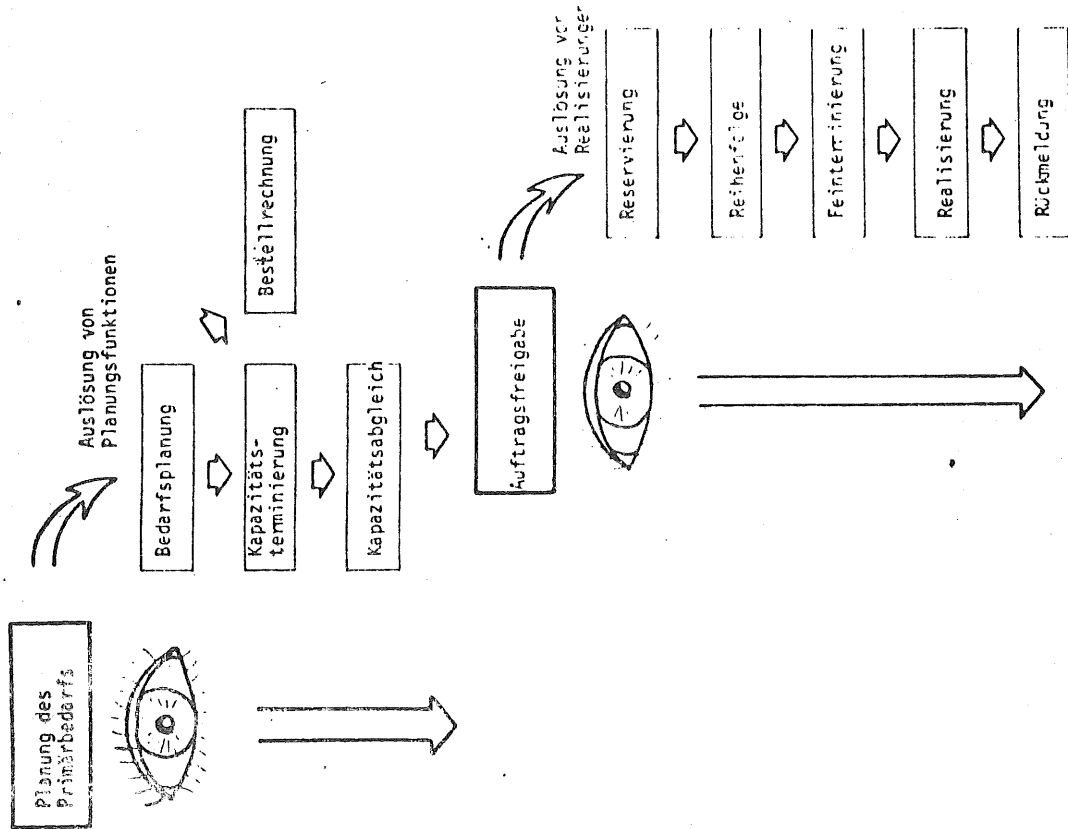 Planung des
Primärbedarfs
Auslösung von
Planungsfunktionen
Bedarfsplanung
Bestellrechnung
Kapazitäts-
terminierung
Kapazitätsabgleich
Auftragsfreigabe
Auslösung von
Realisierungen
Reservierung
Reihenfolge
Feinterminierung
Realisierung
Rückmeldung